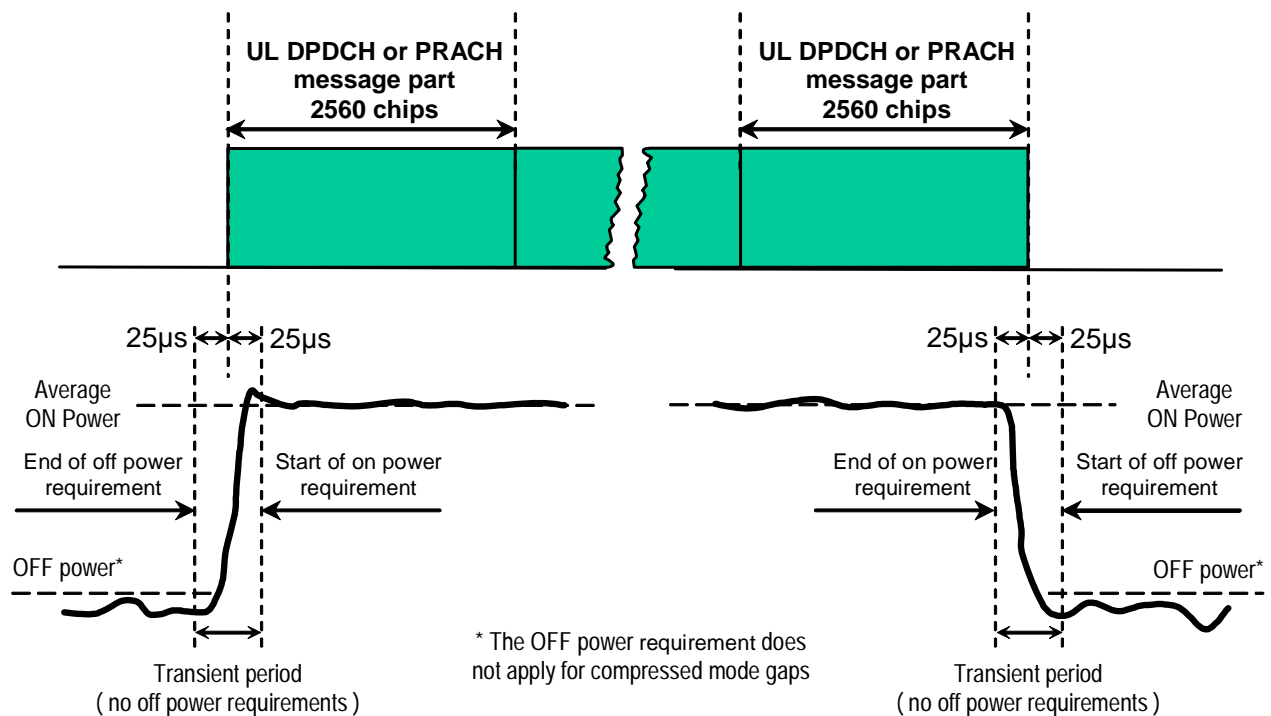 UL DPDCH or PRACH
message part
2560 chips
UL DPDCH or PRACH
message part
2560 chips
25µs
25µs
25µs
25µs
Average
ON Power
Average
ON Power
End of off power
requirement
Start of on power
requirement
End of on power
requirement
Start of off power
requirement
OFF power*
OFF power*
* The OFF power requirement does
not apply for compressed mode gaps
Transient period
( no off power requirements )
Transient period
( no off power requirements )